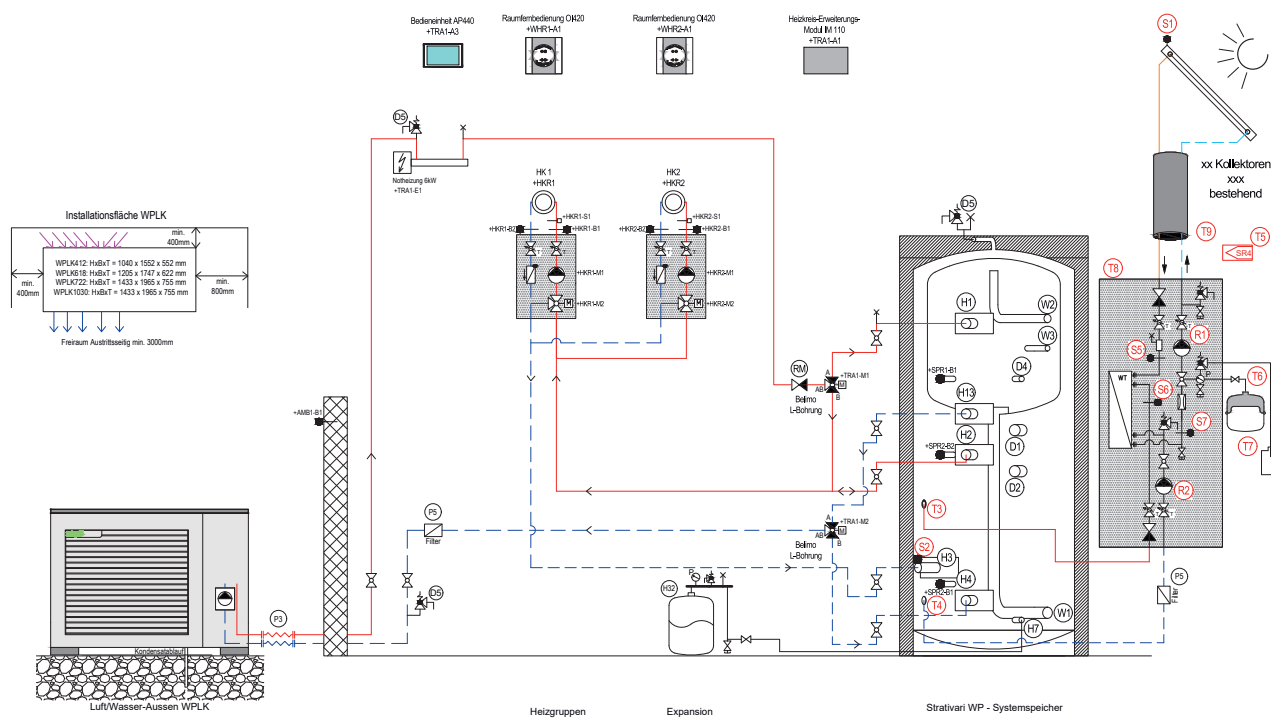 Bedieneinheit AP440
+TRA1-A3
Raumfernbedienung OI420
+WHR1-A1
Raumfernbedienung OI420
+WHR2-A1
Heizkreis-Erweiterungs-
Modul IM 110
+TRA1-A1
S1
xx Kollektoren
xxx
bestehend
D5
Notheizung 6kW
+TRA1-E1
HK 1
+HKR1
HK2
+HKR2
+HKR1-S1
+HKR1-B2
+HKR1-B1
+HKR1-M1
+HKR1-M2
M
+HKR2-S1
+HKR2-B2
+HKR2-B1
+HKR2-M1
+HKR2-M2
M
Installationsfläche WPLK
min.
400mm
WPLK412: HxBxT = 1040 x 1552 x 552 mm
WPLK618: HxBxT = 1205 x 1747 x 622 mm
WPLK722: HxBxT = 1433 x 1965 x 755 mm
WPLK1030: HxBxT = 1433 x 1965 x 755 mm
min.
400mm
min.
800mm
Freiraum Austrittsseitig min. 3000mm
D5
T9
T5
SR4
T8
H1
W2
W3
R1
S5
RM
A
AB
B
M
+TRA1-M1
Belimo
L-Bohrung
+SPR1-B1
D4
WT
S6
P
T6
H13
H2
+SPR2-B2
D1
D2
S7
T7
R2
+AMB1-B1
P5
Filter
A
AB
B
M
+TRA1-M2
Belimo
L-Bohrung
T3
S2
H3
H4
+SPR2-B1
T4
W1
H7
P5
Filter
D5
P3
H32
P
Kondensatablauf
Luft/Wasser-Aussen WPLK
Heizgruppen
Expansion
Strativari WP - Systemspeicher